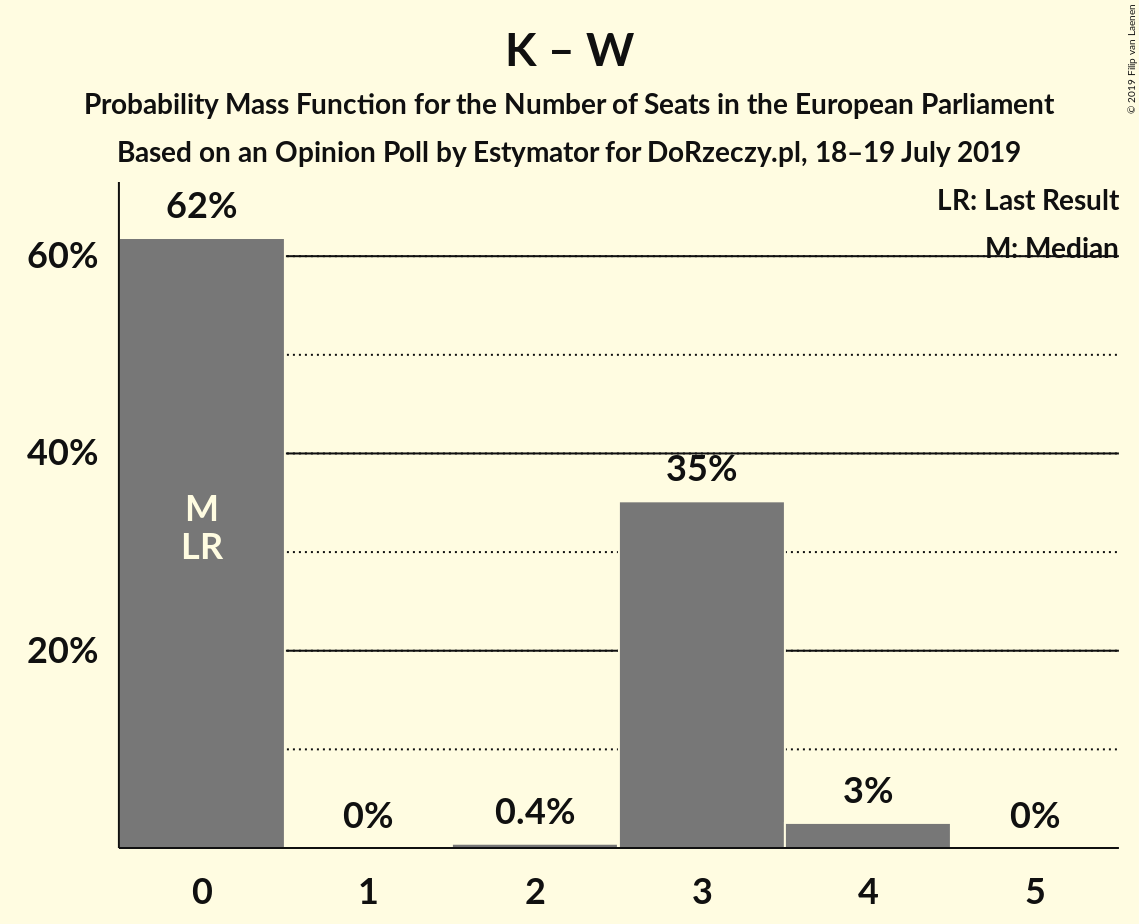 K – W
Probability Mass Function for the Number of Seats in the European Parliament
Based on an Opinion Poll by Estymator for DoRzeczy.pl, 18–19 July 2019
© 2019 Filip van Laenen
LR: Last Result
M: Median
62%
60%
40%
35%
M
LR
20%
3%
0%
0.4%
0%
0 1 2 3 4 5